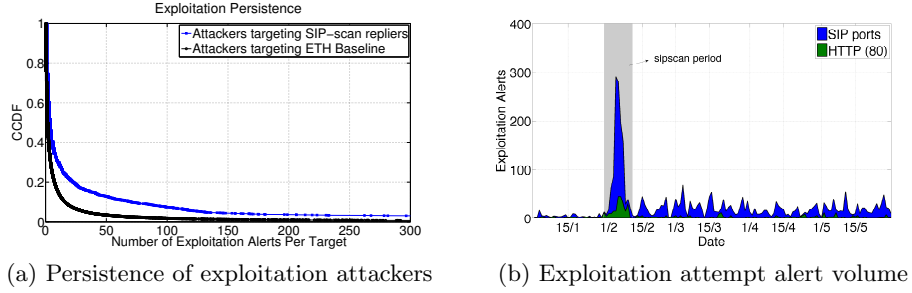 Exploitation Persistence
Attackers targeting SIP-scan repliers
Attackers targeting ETH Baseline
CCDF
1
0.8
0.6
0.4
0.2
0
0 50 100 150 200 250 300
Number of Exploitation Alerts Per Target
(a) Persistence of exploitation attackers
SIP ports
HTTP (80)
sipscan period
Exploitation Alerts
400
300
200
100
0
15/1 1/2 15/2 1/3 15/3 1/4 15/4 1/5 15/5
Date
(b) Exploitation attempt alert volume